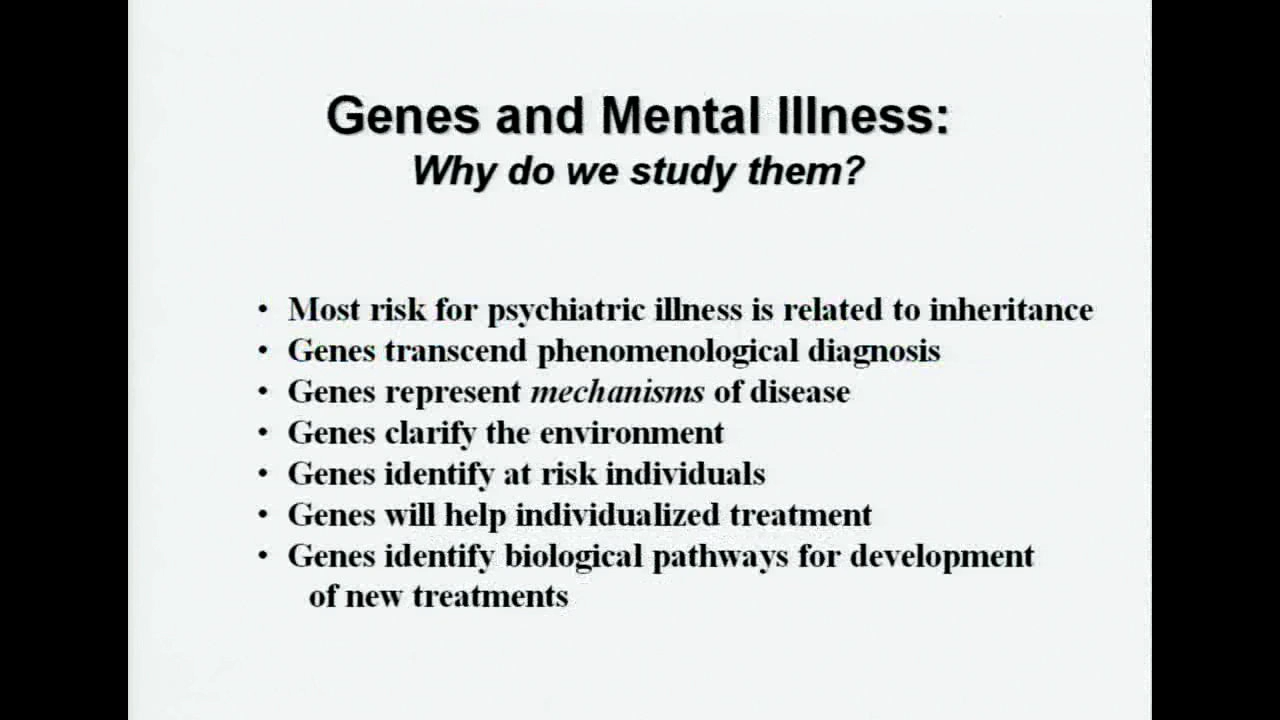 Genes and Mental Illness:
Why do we study them?
• Most risk for psychiatric illness is related to inheritance
• Genes transcend phenomenological diagnosis
• Genes represent mechanisms of disease
• Genes clarify the environment
• Genes identify at risk individuals
• Genes will help individualized treatment
• Genes identify biological pathways for development
of new treatments